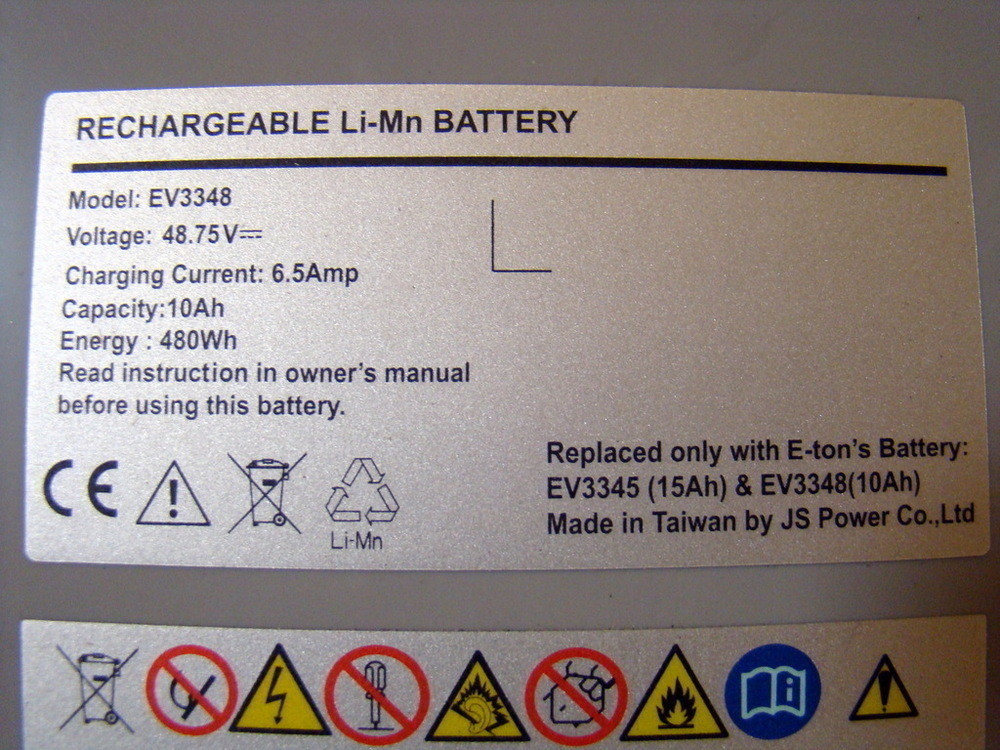 RECHARGEABLE Li-Mn BATTERY
Model: EV3348
Voltage: 48.75V⎓
Charging Current: 6.5Amp
Capacity:10Ah
Energy : 480Wh
Read instruction in owner's manual
before using this battery.
CE
Li-Mn
Replaced only with E-ton's Battery:
EV3345 (15Ah) & EV3348(10Ah)
Made in Taiwan by JS Power Co.,Ltd